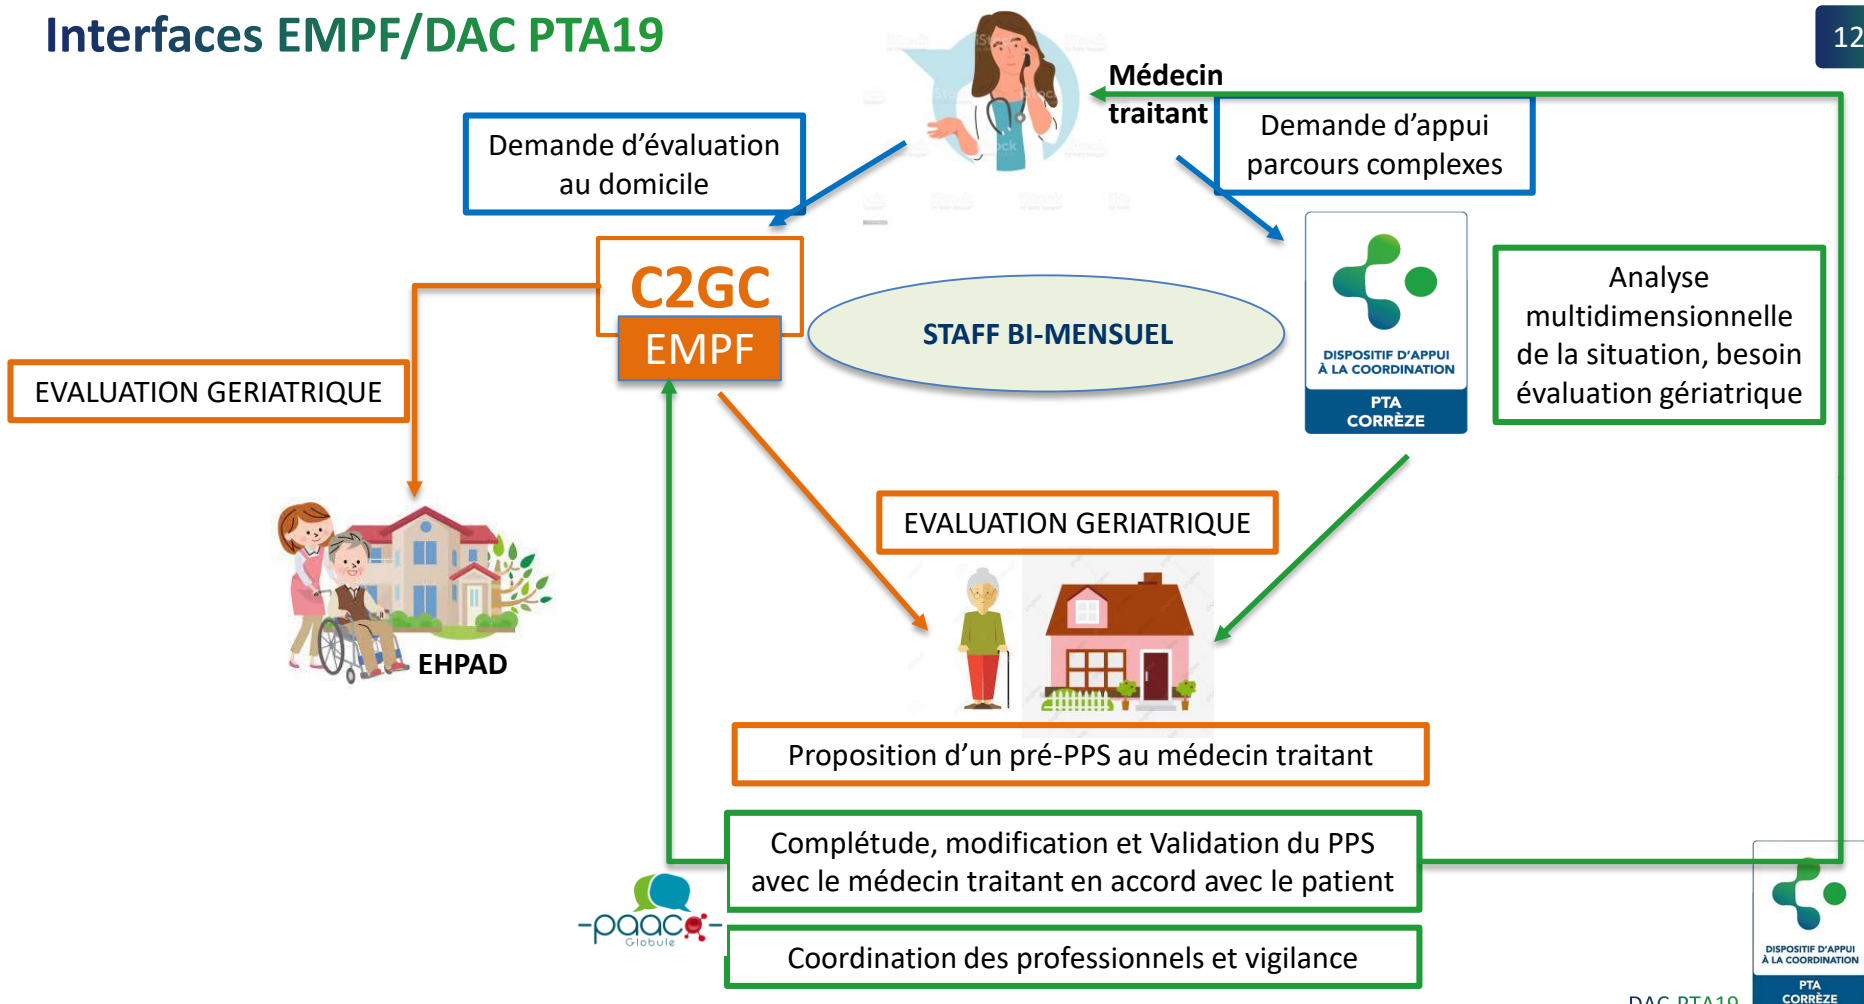 Interfaces EMPF/DAC PTA19
12
Médecin
traitant
Demande d'évaluation
au domicile
Demande d'appui
parcours complexes
C2GC
EMPF
STAFF BI-MENSUEL
DISPOSITIF D'APPUI
À LA COORDINATION
PTA
CORRÈZE
Analyse
multidimensionnelle
de la situation, besoin
évaluation gériatrique
EVALUATION GERIATRIQUE
EVALUATION GERIATRIQUE
EHPAD
Proposition d'un pré-PPS au médecin traitant
Complétude, modification et Validation du PPS
avec le médecin traitant en accord avec le patient
-paaco-
Globule
Coordination des professionnels et vigilance
DISPOSITIF D'APPUI
À LA COORDINATION
PTA
CORRÈZE
DAC PTA19